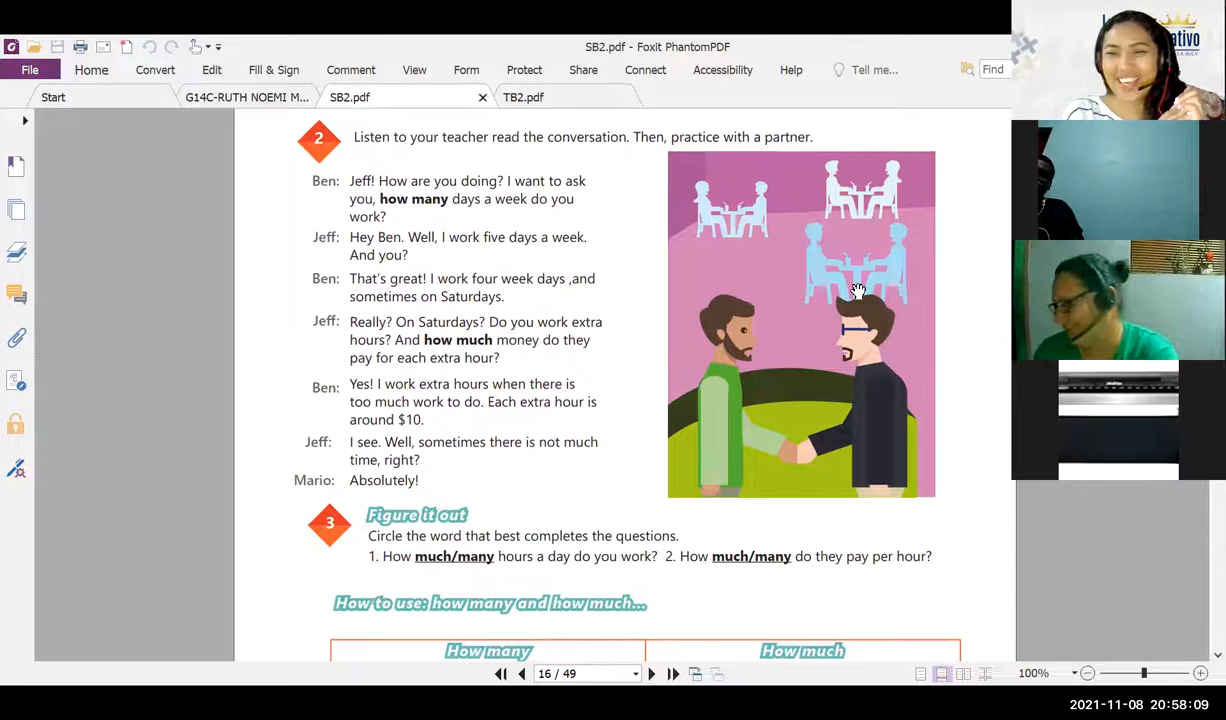 SB2.pdf - Foxit PhantomPDF
File Home Convert Edit Fill & Sign Comment View Form Protect Share Connect Accessibility Help Tell me... Find
Start G14C-RUTH NOEMI M... SB2.pdf TB2.pdf
2 Listen to your teacher read the conversation. Then, practice with a partner.
Ben: Jeff! How are you doing? I want to ask
you, how many days a week do you
work?
Jeff: Hey Ben. Well, I work five days a week.
And you?
Ben: That's great! I work four week days ,and
sometimes on Saturdays.
Jeff: Really? On Saturdays? Do you work extra
hours? And how much money do they
pay for each extra hour?
Ben: Yes! I work extra hours when there is
too much work to do. Each extra hour is
around $10.
Jeff: I see. Well, sometimes there is not much
time, right?
Mario: Absolutely!
3 Figure it out
Circle the word that best completes the questions.
1. How much/many hours a day do you work? 2. How much/many do they pay per hour?
How to use: how many and how much...
How many How much
16 / 49
100%
2021-11-08 20:58:09